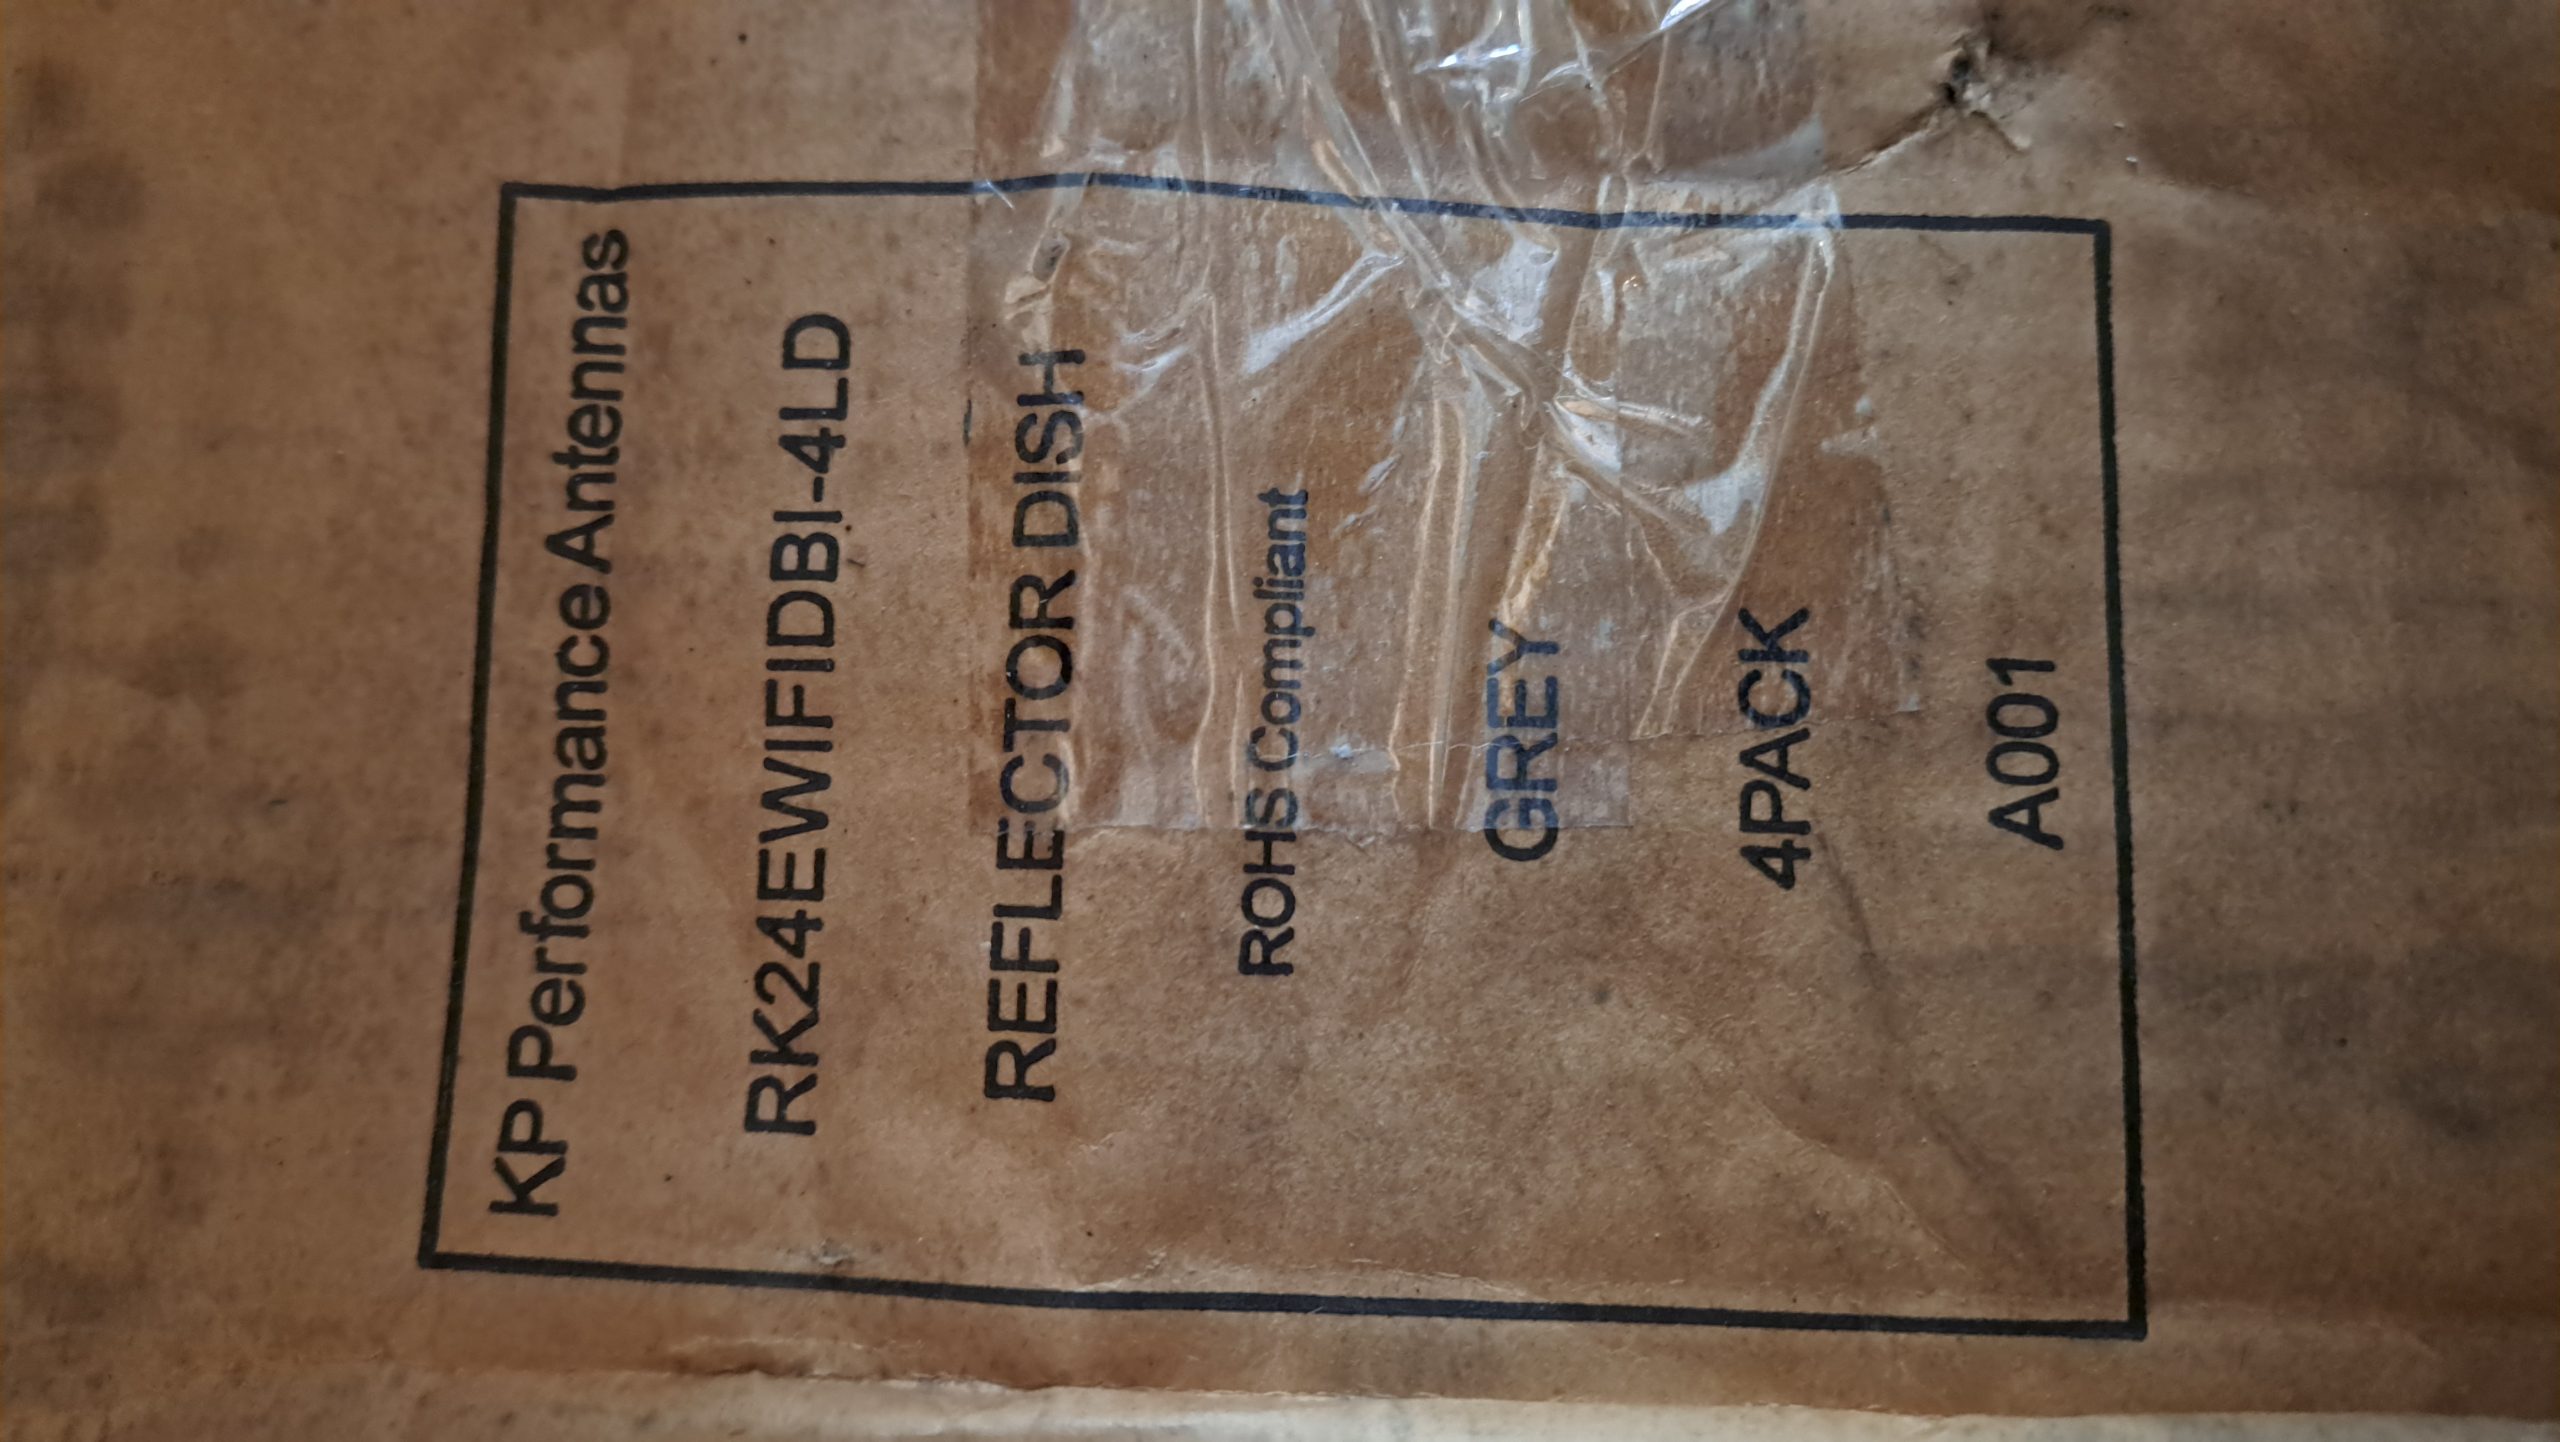 KP Performance Antennas
RK24EWIFIDBI-4LD
REFLECTOR DISH
ROHS Compliant
GREY
4PACK
A001